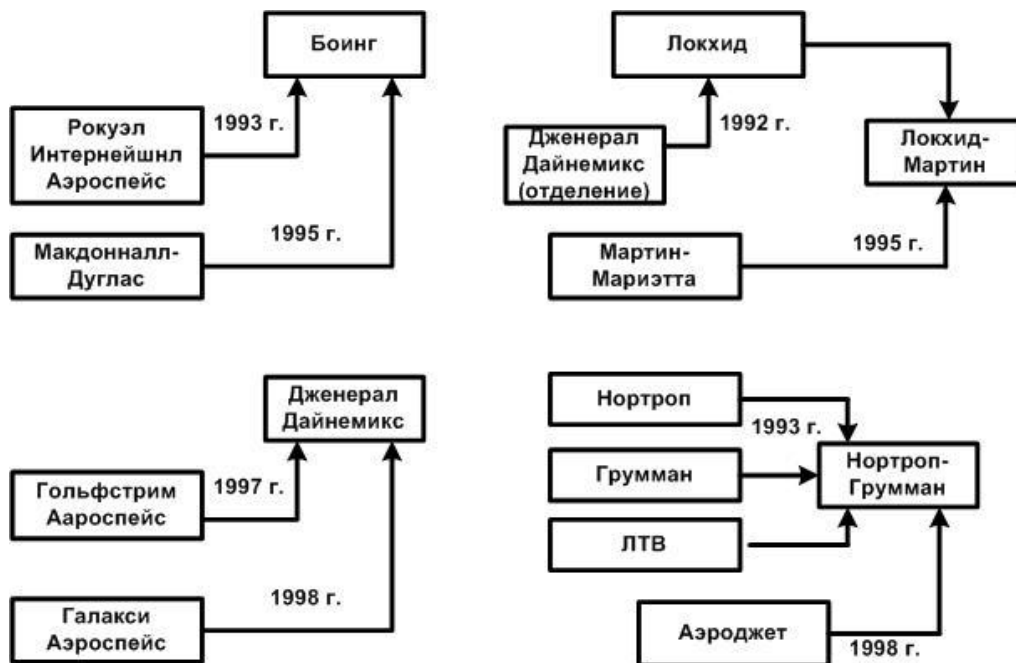 Боинг
1993 г.
Рокуэл
Интернейшнл
Аэроспейс
1995 г.
Макдонналл-
Дуглас
Локхид
1992 г.
Дженерал
Дайнемикс
(отделение)
Локхид-
Мартин
Мартин-
Мариэтта
1995 г.
Дженерал
Дайнемикс
1997 г.
Гольфстрим
Аароспейс
1998 г.
Галакси
Аэроспейс
Нортроп
1993 г.
Грумман
Нортроп-
Грумман
ЛТВ
Аэроджет
1998 г.